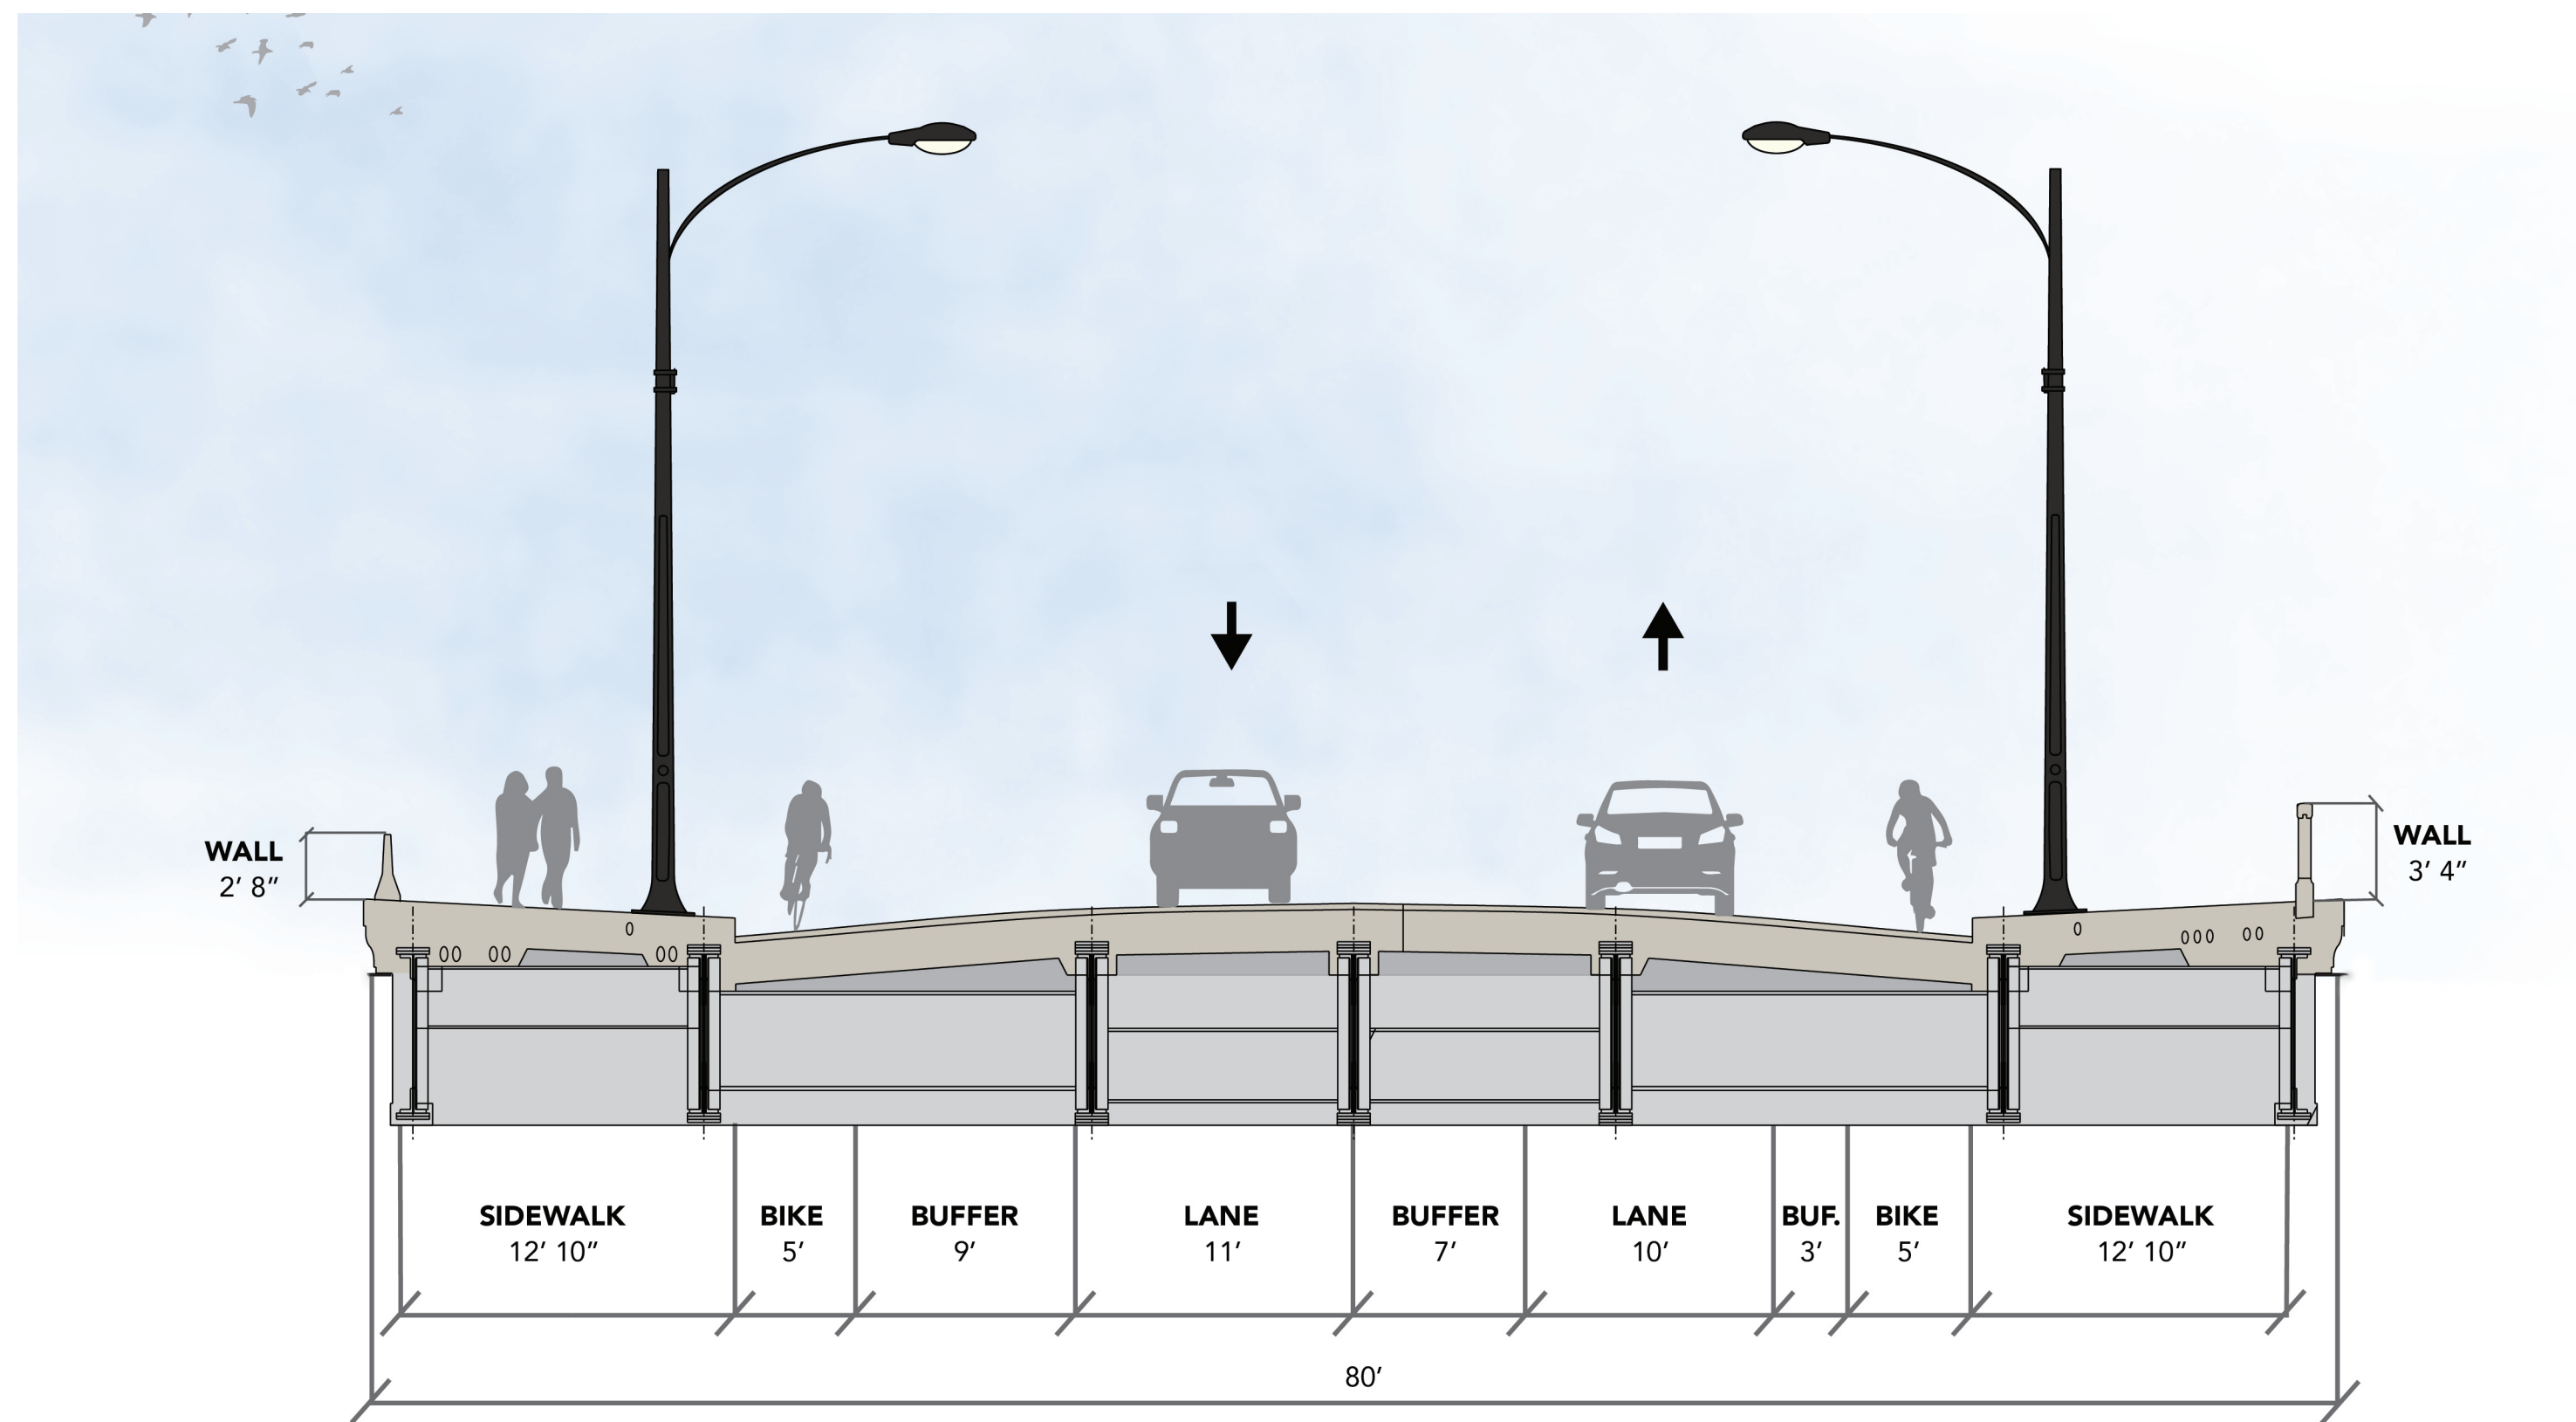 WALL
2’ 8”
WALL
3’ 4”
SIDEWALK
12’ 10”
BIKE
5’
BUFFER
9’
LANE
11’
BUFFER
7’
LANE
10’
BUF.
3’
BIKE
5’
SIDEWALK
12’ 10”
80’